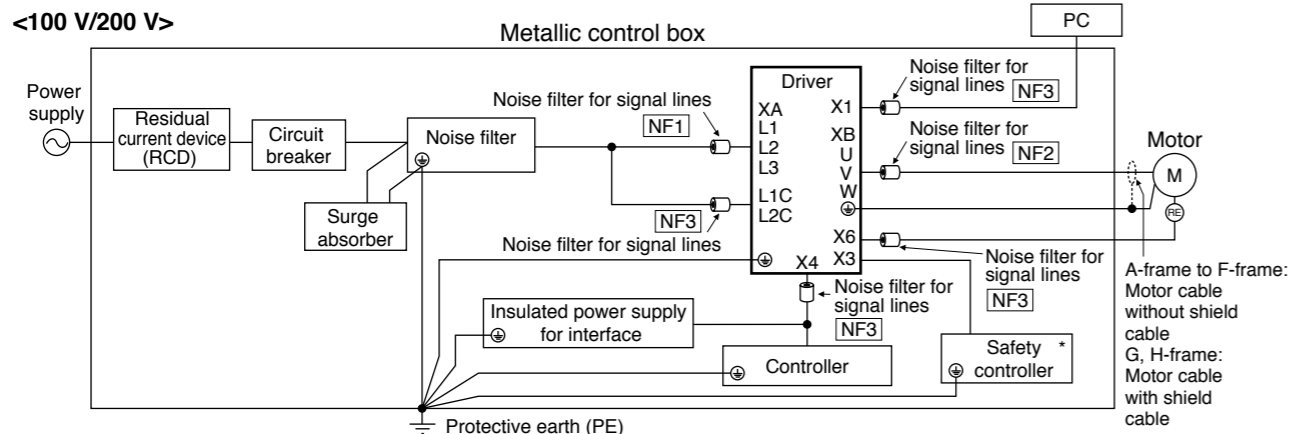 <100 V/200 V>
Metallic control box
PC
Power
supply
Residual
current device
(RCD)
Circuit
breaker
Noise filter
Surge
absorber
Noise filter for signal lines
NF1
NF3
Noise filter for signal lines
Driver
XA
L1
L2
L3
L1C
L2C
X1
XB
U
V
W
X6
X3
X4
Noise filter for
signal lines NF3
Noise filter for
signal lines NF2
Motor
M
RE
Noise filter for
signal lines
NF3
Noise filter for
signal lines
NF3
A-frame to F-frame:
Motor cable
without shield
cable
G, H-frame:
Motor cable
with shield
cable
Insulated power supply
for interface
Controller
Safety *
controller
Protective earth (PE)